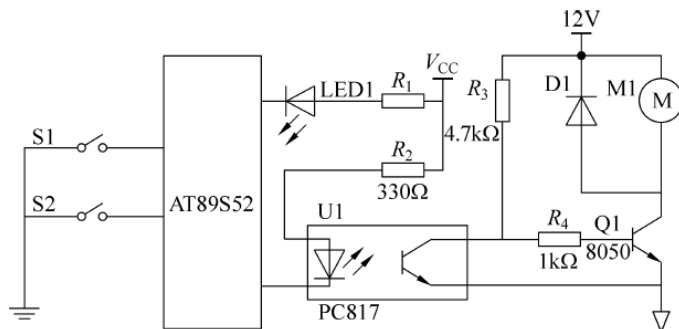 12V
V_CC
LED1
R1
R3
D1
M1
M
4.7kΩ
S1
R2
330Ω
S2
AT89S52
U1
R4
Q1
1kΩ
8050
PC817